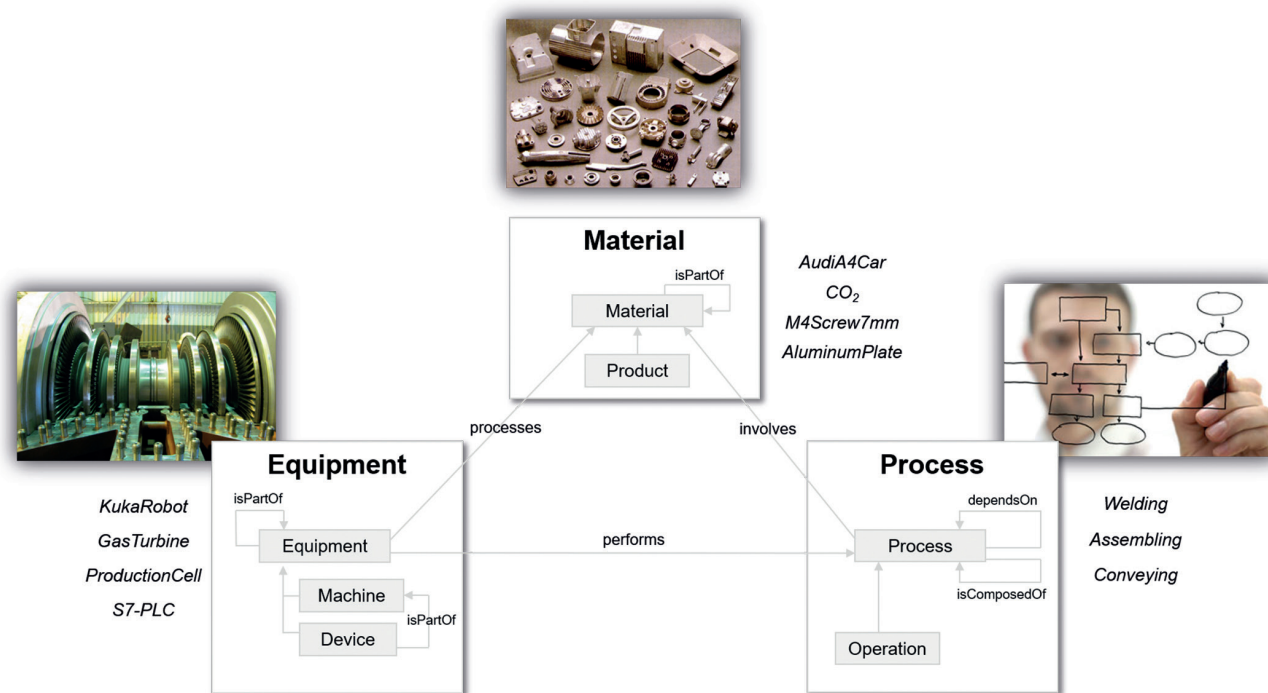 Material
isPartOf
Material
Product
AudiA4Car
CO₂
M4Screw7mm
AluminumPlate
processes
involves
Equipment
isPartOf
Equipment
Machine
isPartOf
Device
KukaRobot
GasTurbine
ProductionCell
S7-PLC
performs
Process
dependsOn
Process
isComposedOf
Operation
Welding
Assembling
Conveying